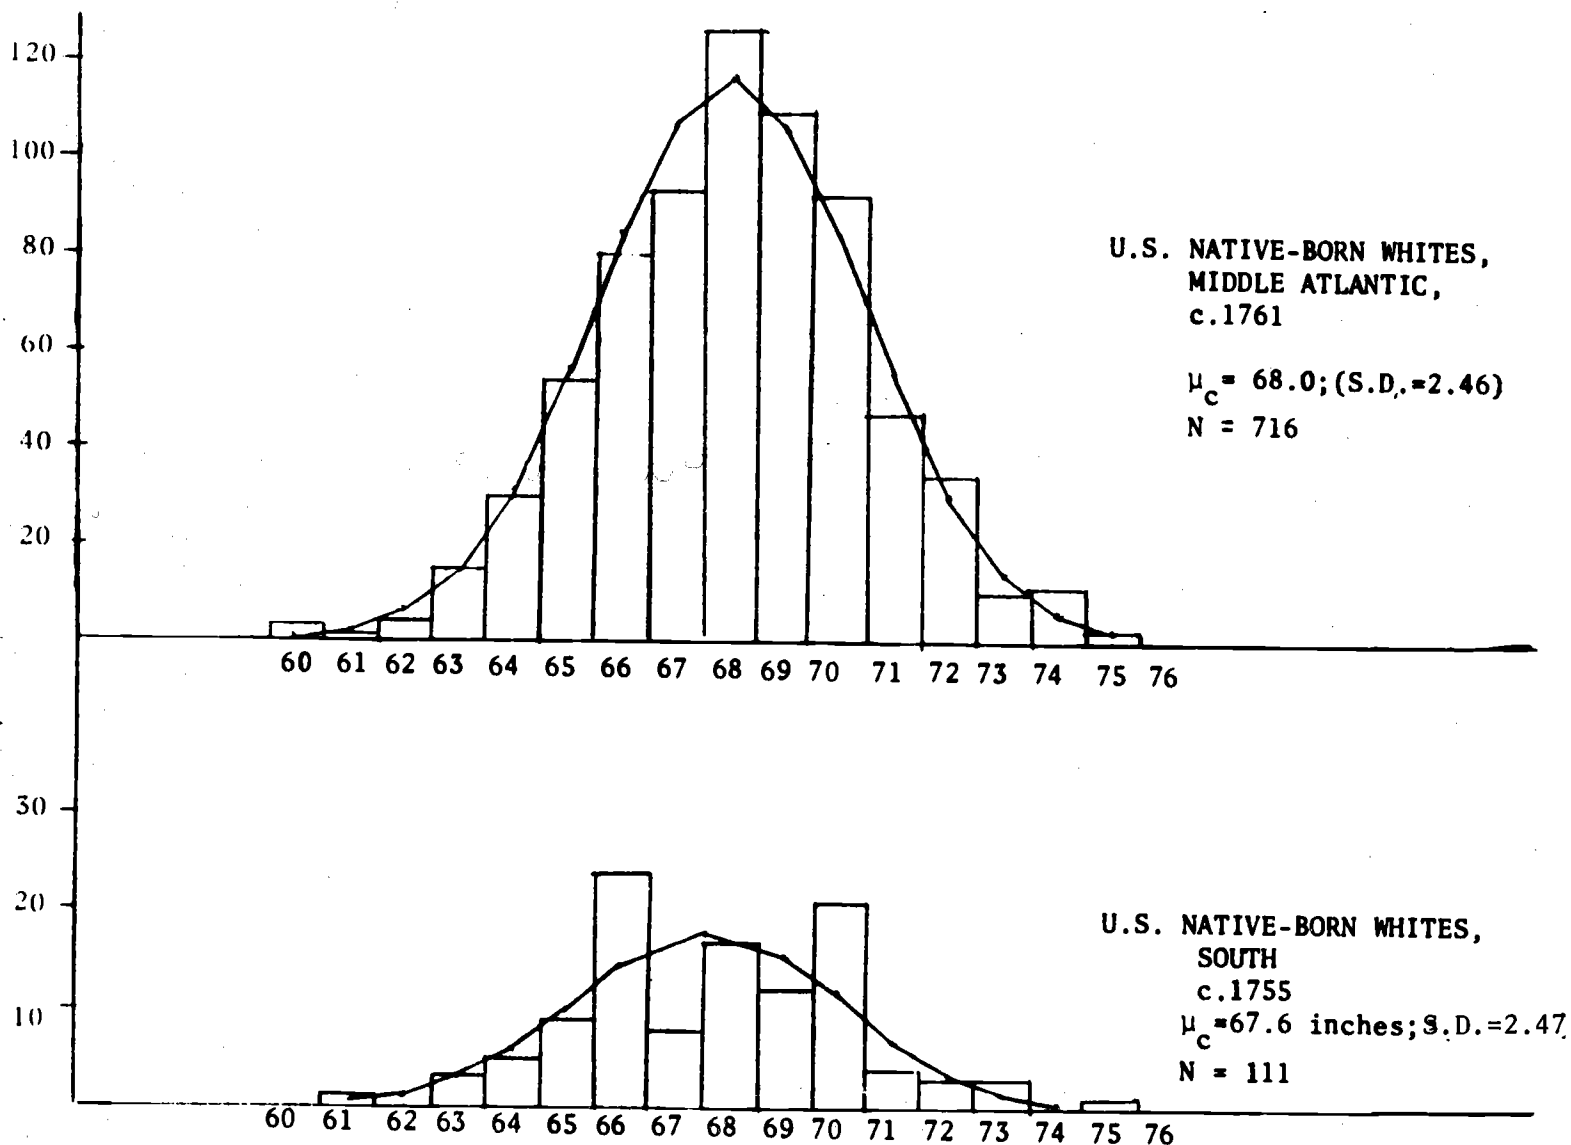 120
100
80
60
40
20
U.S. NATIVE-BORN WHITES,
MIDDLE ATLANTIC,
c.1761
μc= 68.0;(S.D.=2.46)
N = 716
60 61 62 63 64 65 66 67 68 69 70 71 72 73 74 75 76
30
20
10
U.S. NATIVE-BORN WHITES,
SOUTH
c.1755
μc=67.6 inches;S.D.=2.47
N = 111
60 61 62 63 64 65 66 67 68 69 70 71 72 73 74 75 76